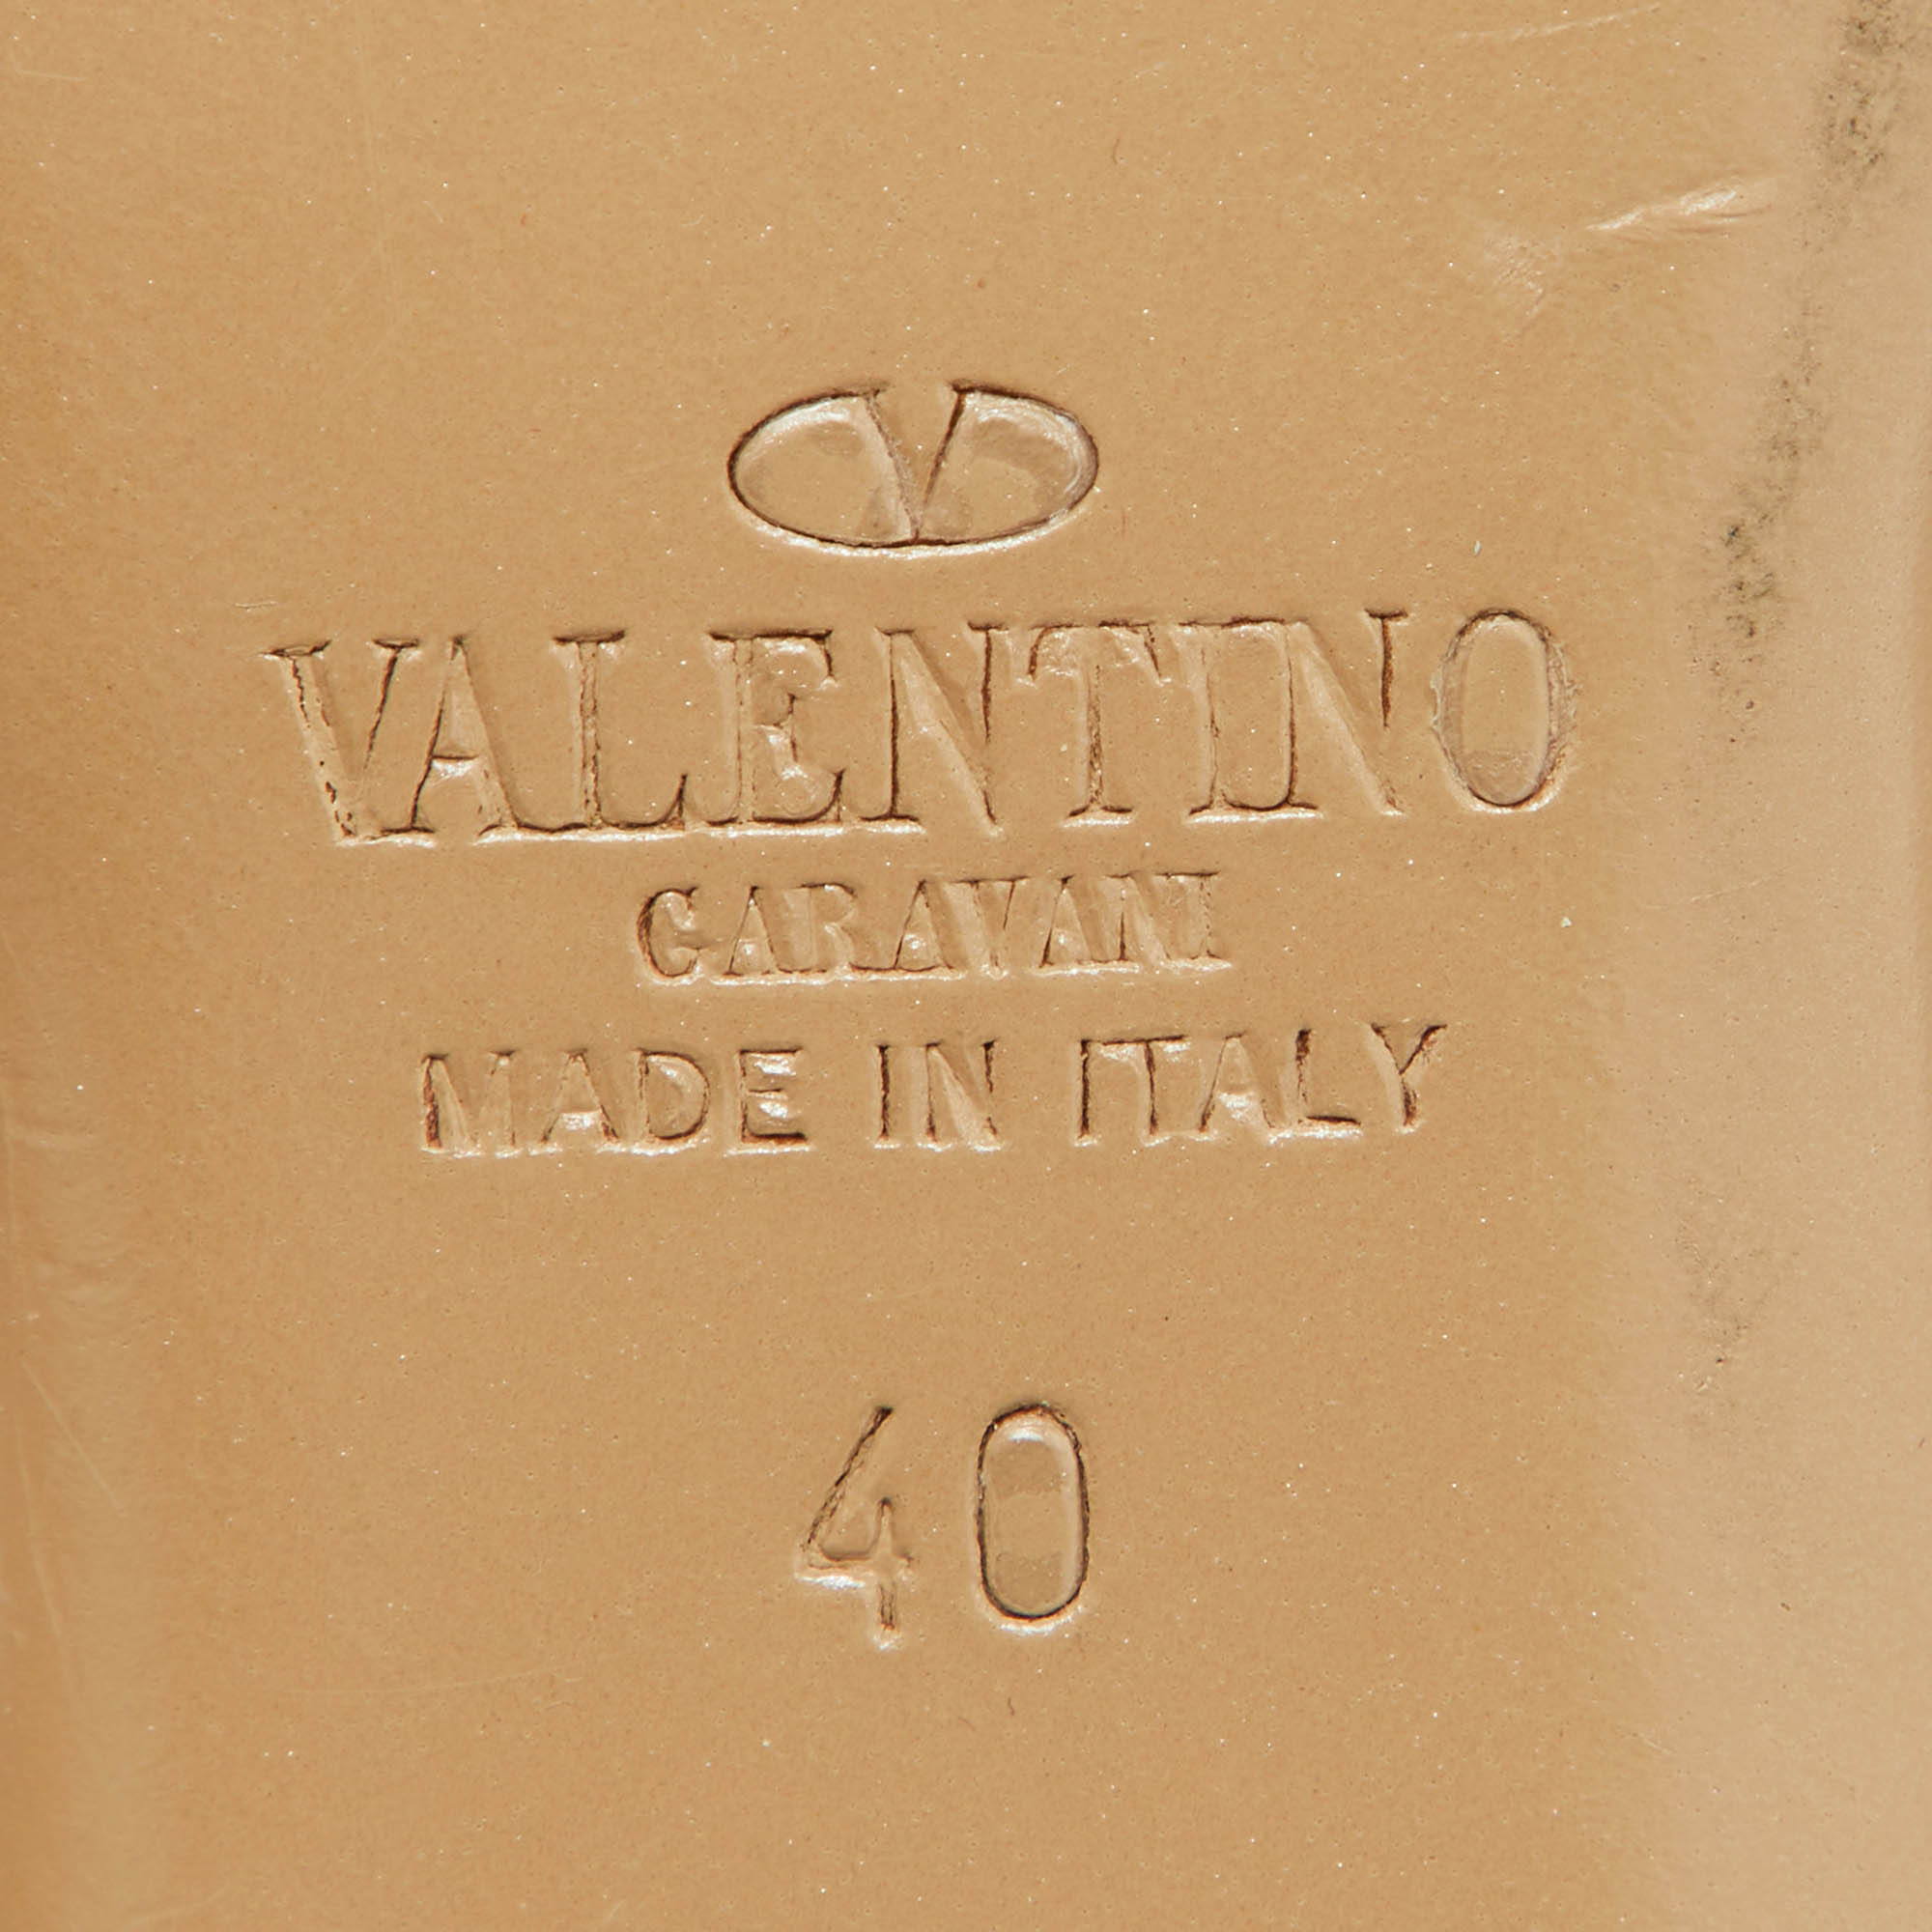 VALENTINO
GARAVANI
MADE IN ITALY
40